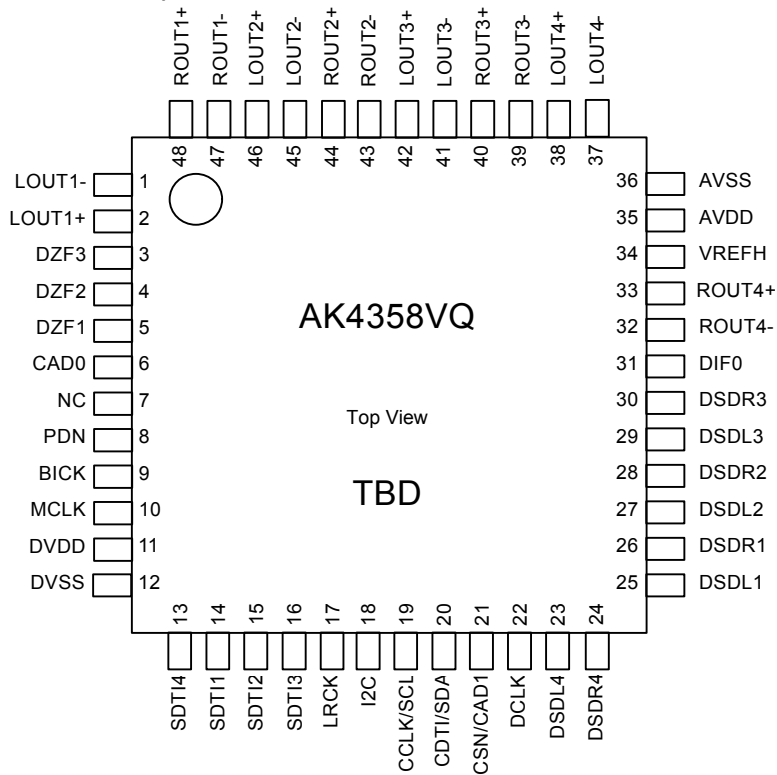 ROUT1+ ROUT1- LOUT2+ LOUT2- ROUT2+ ROUT2- LOUT3+ LOUT3- ROUT3+ ROUT3- LOUT4+ LOUT4-
48 47 46 45 44 43 42 41 40 39 38 37
LOUT1- 1
LOUT1+ 2
DZF3 3
DZF2 4
DZF1 5
CAD0 6
NC 7
PDN 8
BICK 9
MCLK 10
DVDD 11
DVSS 12
36 AVSS
35 AVDD
34 VREFH
33 ROUT4+
32 ROUT4-
31 DIF0
30 DSDR3
29 DSDL3
28 DSDR2
27 DSDL2
26 DSDR1
25 DSDL1
AK4358VQ
Top View
TBD
13 14 15 16 17 18 19 20 21 22 23 24
SDTI4 SDTI1 SDTI2 SDTI3 LRCK I2C CCLK/SCL CDTI/SDA CSN/CAD1 DCLK DSDL4 DSDR4